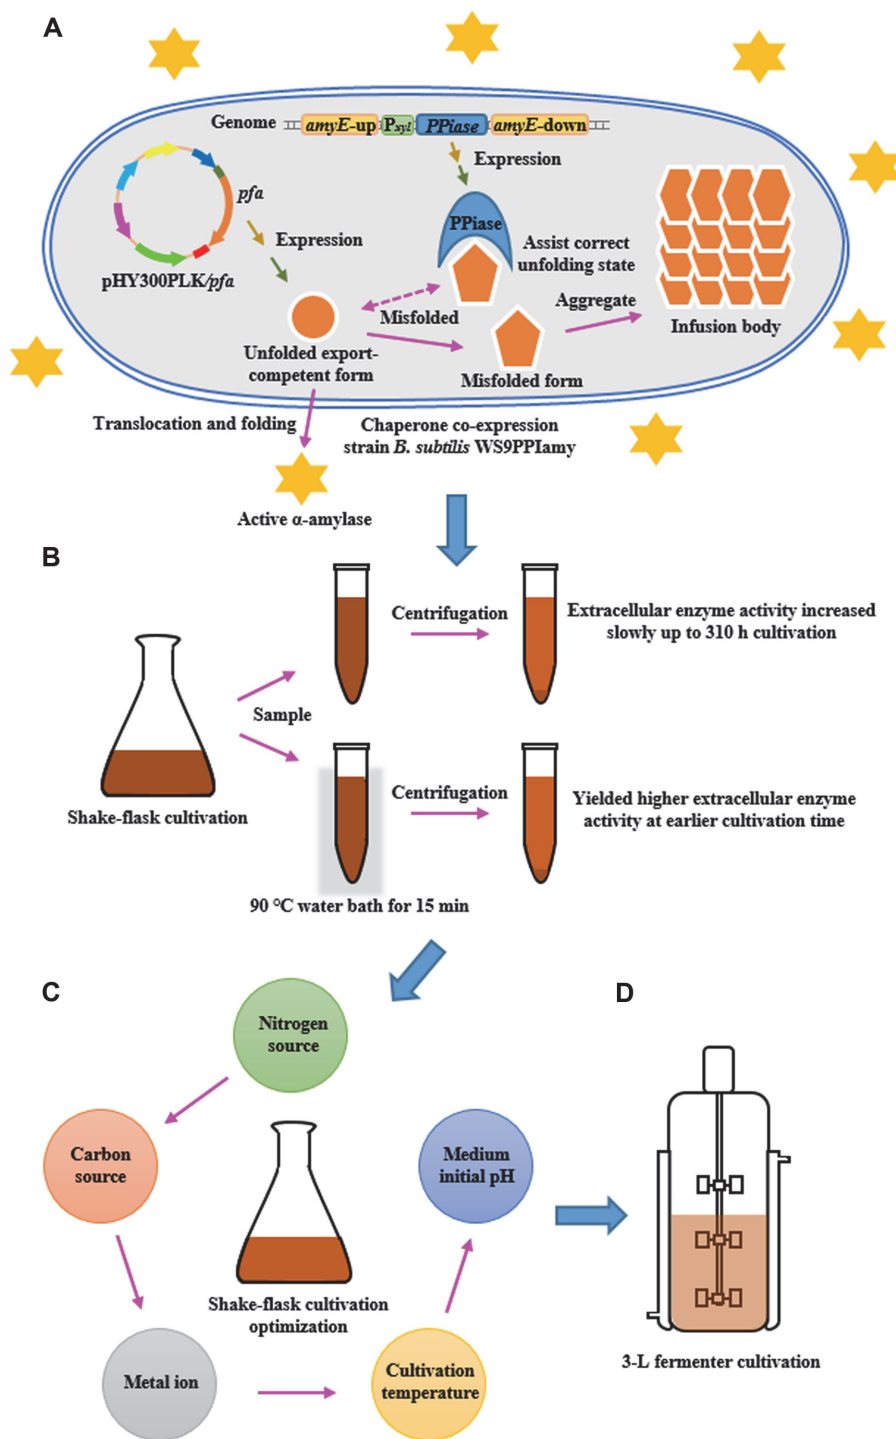 A
Genome
amyE-up
Pxyl
PPiase
amyE-down
Expression
pfa
PPiase
Expression
Assist correct
unfolding state
pHY300PLK/pfa
Aggregate
Misfolded
Infusion body
Unfolded export-
competent form
Misfolded form
Translocation and folding
Chaperone co-expression
strain B. subtilis WS9PPIamy
Active α-amylase
B
Centrifugation
Extracellular enzyme activity increased
slowly up to 310 h cultivation
Sample
Shake-flask cultivation
Centrifugation
Yielded higher extracellular enzyme
activity at earlier cultivation time
90 °C water bath for 15 min
C
D
Nitrogen
source
Carbon
source
Medium
initial pH
Shake-flask cultivation
optimization
Metal ion
Cultivation
temperature
3-L fermenter cultivation